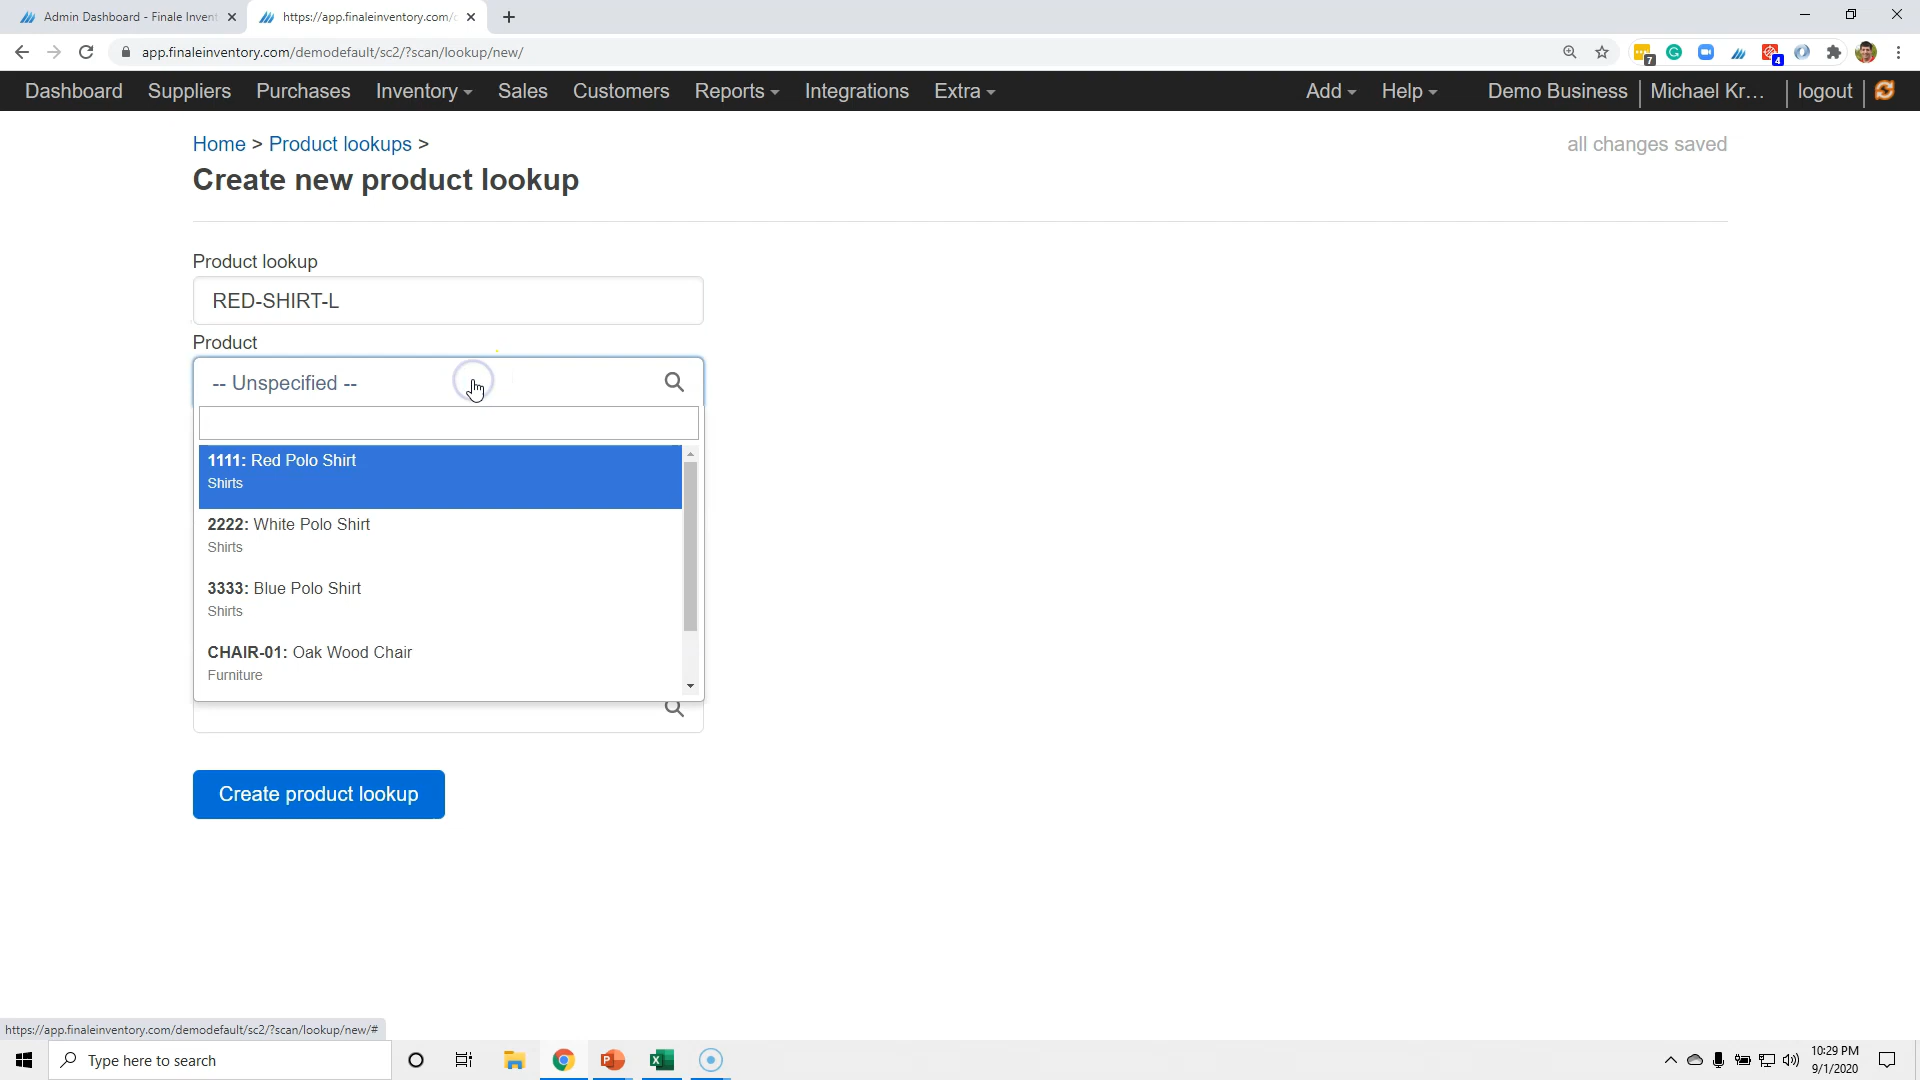 Admin Dashboard - Finale Invent
https://app.finaleinventory.com/d
app.finaleinventory.com/demodefault/sc2/?scan/lookup/new/
7
4
Dashboard Suppliers Purchases Inventory Sales Customers Reports Integrations Extra Add Help Demo Business Michael Kr... logout
Home > Product lookups >
all changes saved
Create new product lookup
Product lookup
RED-SHIRT-L
Product
-- Unspecified --
1111: Red Polo Shirt
Shirts
2222: White Polo Shirt
Shirts
3333: Blue Polo Shirt
Shirts
CHAIR-01: Oak Wood Chair
Furniture
Create product lookup
https://app.finaleinventory.com/demodefault/sc2/?scan/lookup/new/#
Type here to search
10:29 PM
9/1/2020